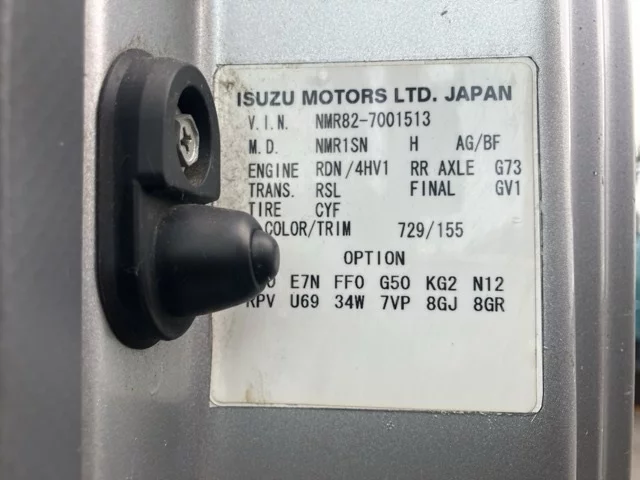 ISUZU MOTORS LTD. JAPAN
V.I.N. NMR82-7001513
M.D. NMR1SN H AG/BF
ENGINE RDN/4HV1 RR AXLE G73
TRANS. RSL FINAL GV1
TIRE CYF
COLOR/TRIM 729/155
OPTION
E7N FF0 G50 KG2 N12
RPV U69 34W 7VP 8GJ 8GR